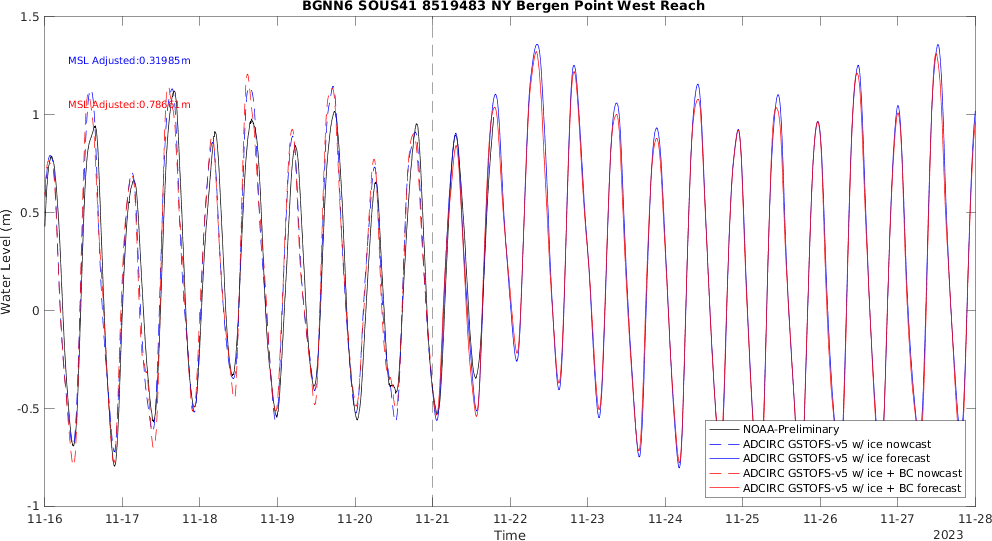 BGNN6 SOUS41 8519483 NY Bergen Point West Reach
1.5
MSL Adjusted:0.31985m
1
MSL Adjusted:0.78661m
0.5
Water Level (m)
0
-0.5
NOAA-Preliminary
ADCIRC GSTOFS-v5 w/ ice nowcast
ADCIRC GSTOFS-v5 w/ ice forecast
ADCIRC GSTOFS-v5 w/ ice + BC nowcast
ADCIRC GSTOFS-v5 w/ ice + BC forecast
-1
11-16 11-17 11-18 11-19 11-20 11-21 11-22 11-23 11-24 11-25 11-26 11-27 11-28
Time
2023